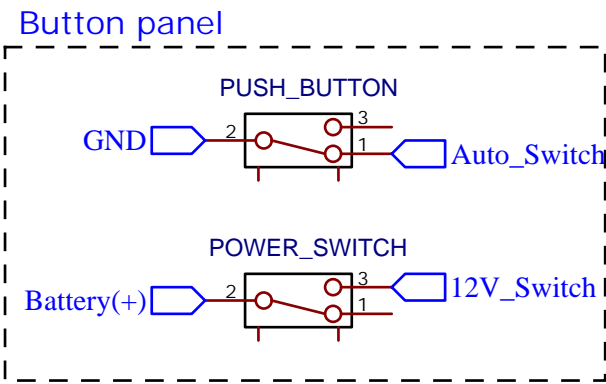 Button panel
PUSH_BUTTON
3
GND 2 1 Auto_Switch
POWER_SWITCH
Battery(+) 2 3 12V_Switch
1